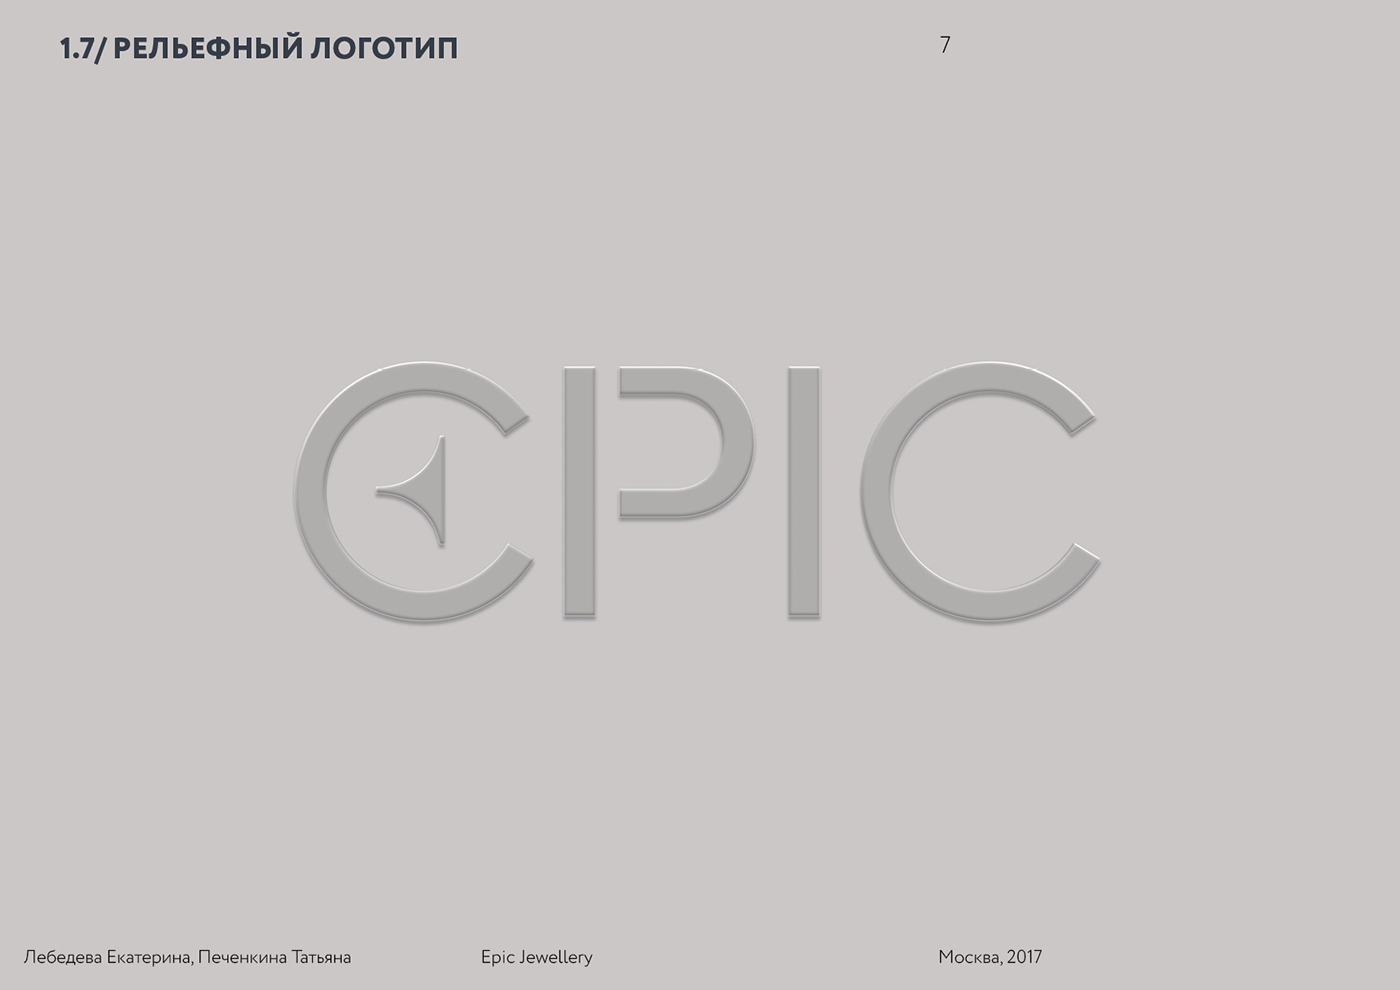 1.7/ РЕЛЬЕФНЫЙ ЛОГОТИП
7
EPIC
Лебедева Екатерина, Печенкина Татьяна
Epic Jewellery
Москва, 2017